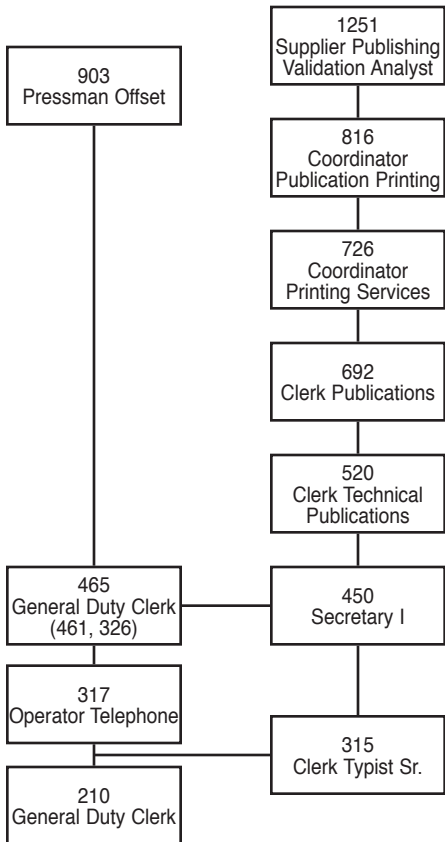 903
Pressman Offset
1251
Supplier Publishing
Validation Analyst
816
Coordinator
Publication Printing
726
Coordinator
Printing Services
692
Clerk Publications
520
Clerk Technical
Publications
465
General Duty Clerk
(461, 326)
450
Secretary I
317
Operator Telephone
315
Clerk Typist Sr.
210
General Duty Clerk